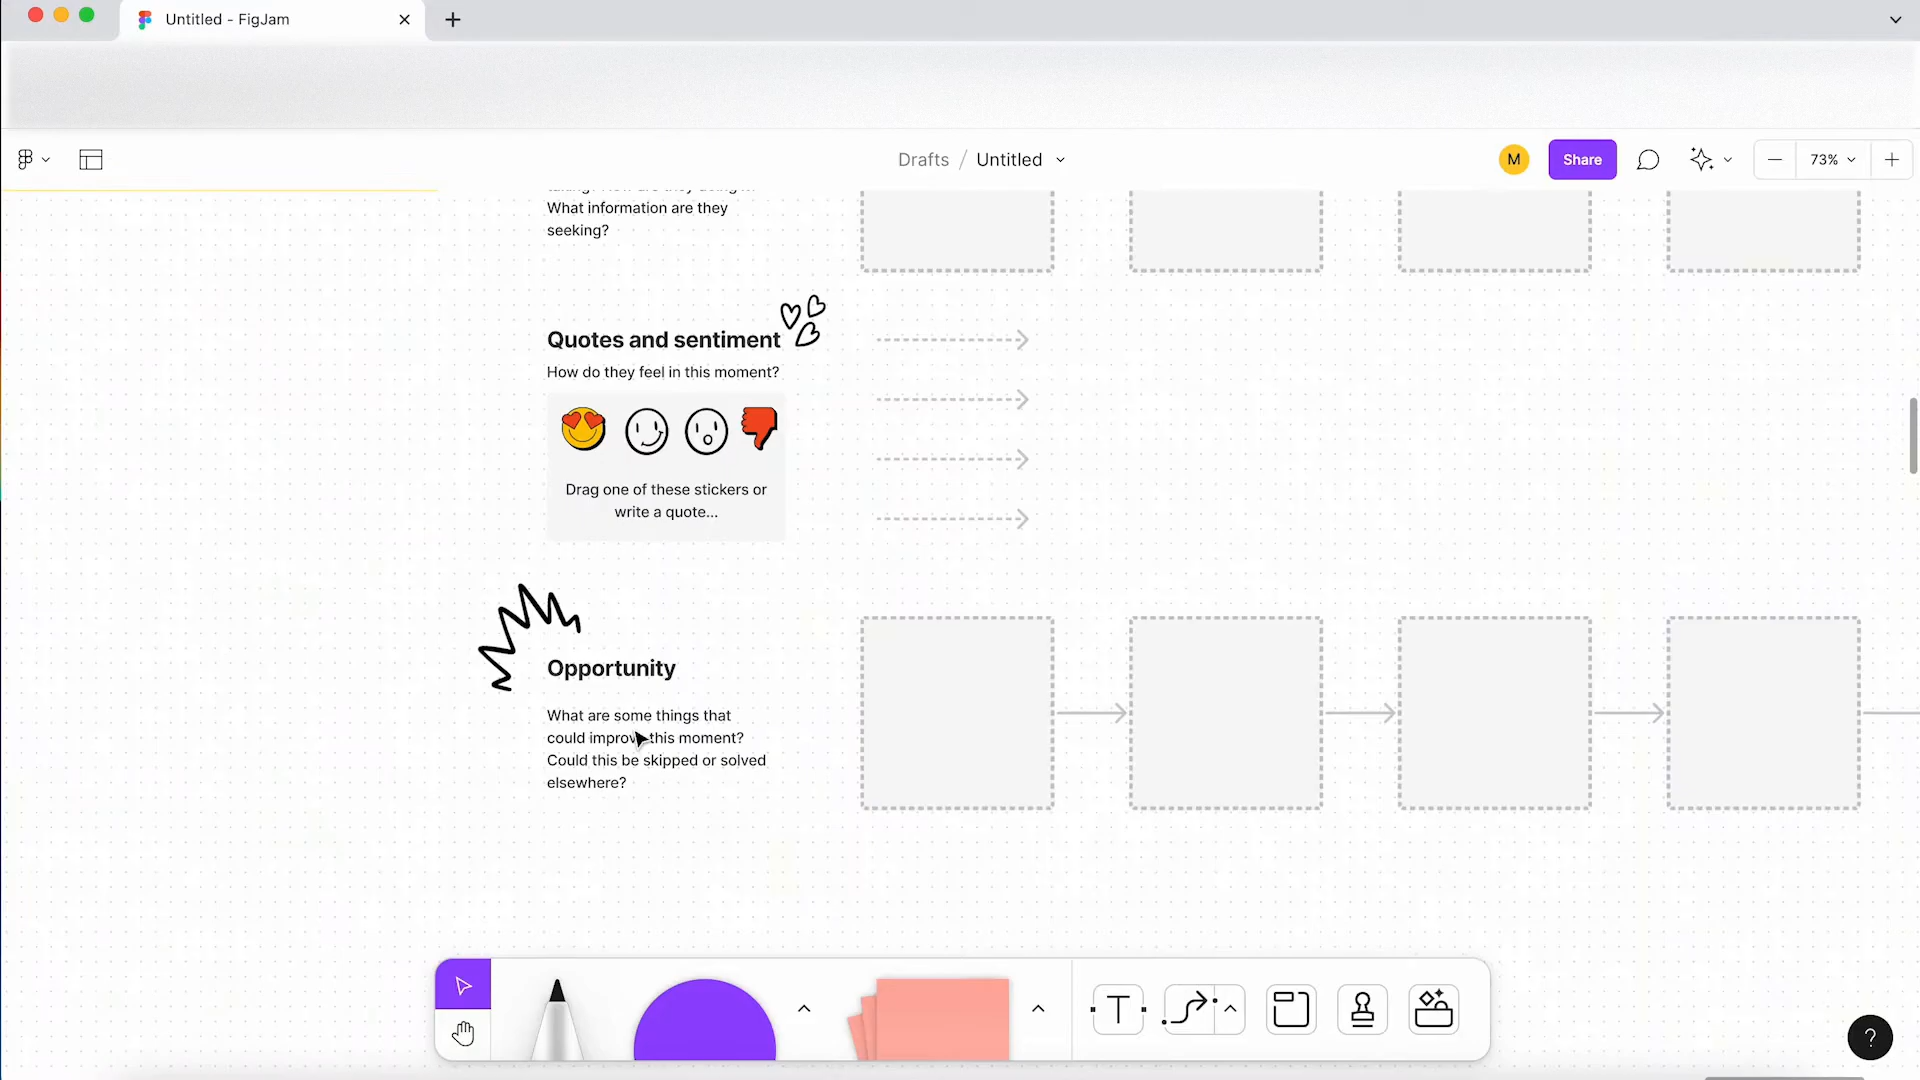 Untitled - FigJam
Drafts / Untitled
M
Share
73%
What information are they
seeking?
Quotes and sentiment
How do they feel in this moment?
Drag one of these stickers or
write a quote...
Opportunity
What are some things that
could improve this moment?
Could this be skipped or solved
elsewhere?
T
?